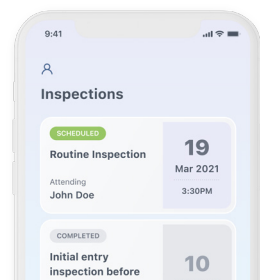 9:41
Inspections
SCHEDULED
Routine Inspection
Attending
John Doe
19
Mar 2021
3:30PM
COMPLETED
Initial entry
inspection before
10